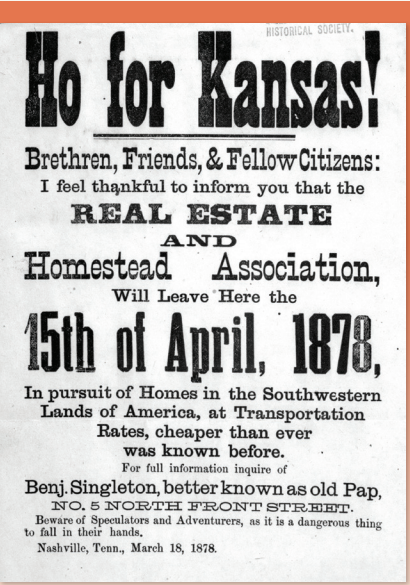 HISTORICAL SOCIETY.
Ho for Kansas!
Brethren, Friends, & Fellow Citizens:
I feel thankful to inform you that the
REAL ESTATE
AND
Homestead Association,
Will Leave Here the
15th of April, 1878,
In pursuit of Homes in the Southwestern
Lands of America, at Transportation
Rates, cheaper than ever
was known before.
For full information inquire of
Benj. Singleton, better known as old Pap,
NO. 5 NORTH FRONT STREET.
Beware of Speculators and Adventurers, as it is a dangerous thing
to fall in their hands.
Nashville, Tenn., March 18, 1878.